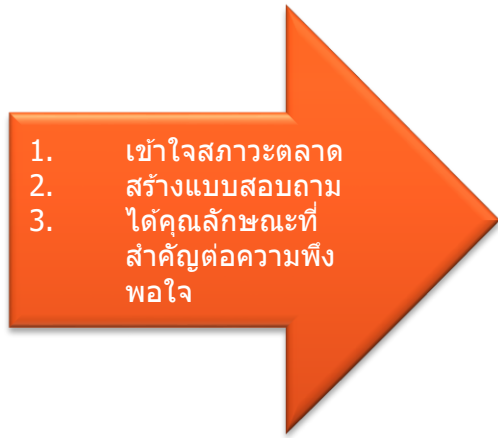 1. เข้าใจสภาวะตลาด
2. สร้างแบบสอบถาม
3. ได้คุณลักษณะที่
สำคัญต่อความพึง
พอใจ